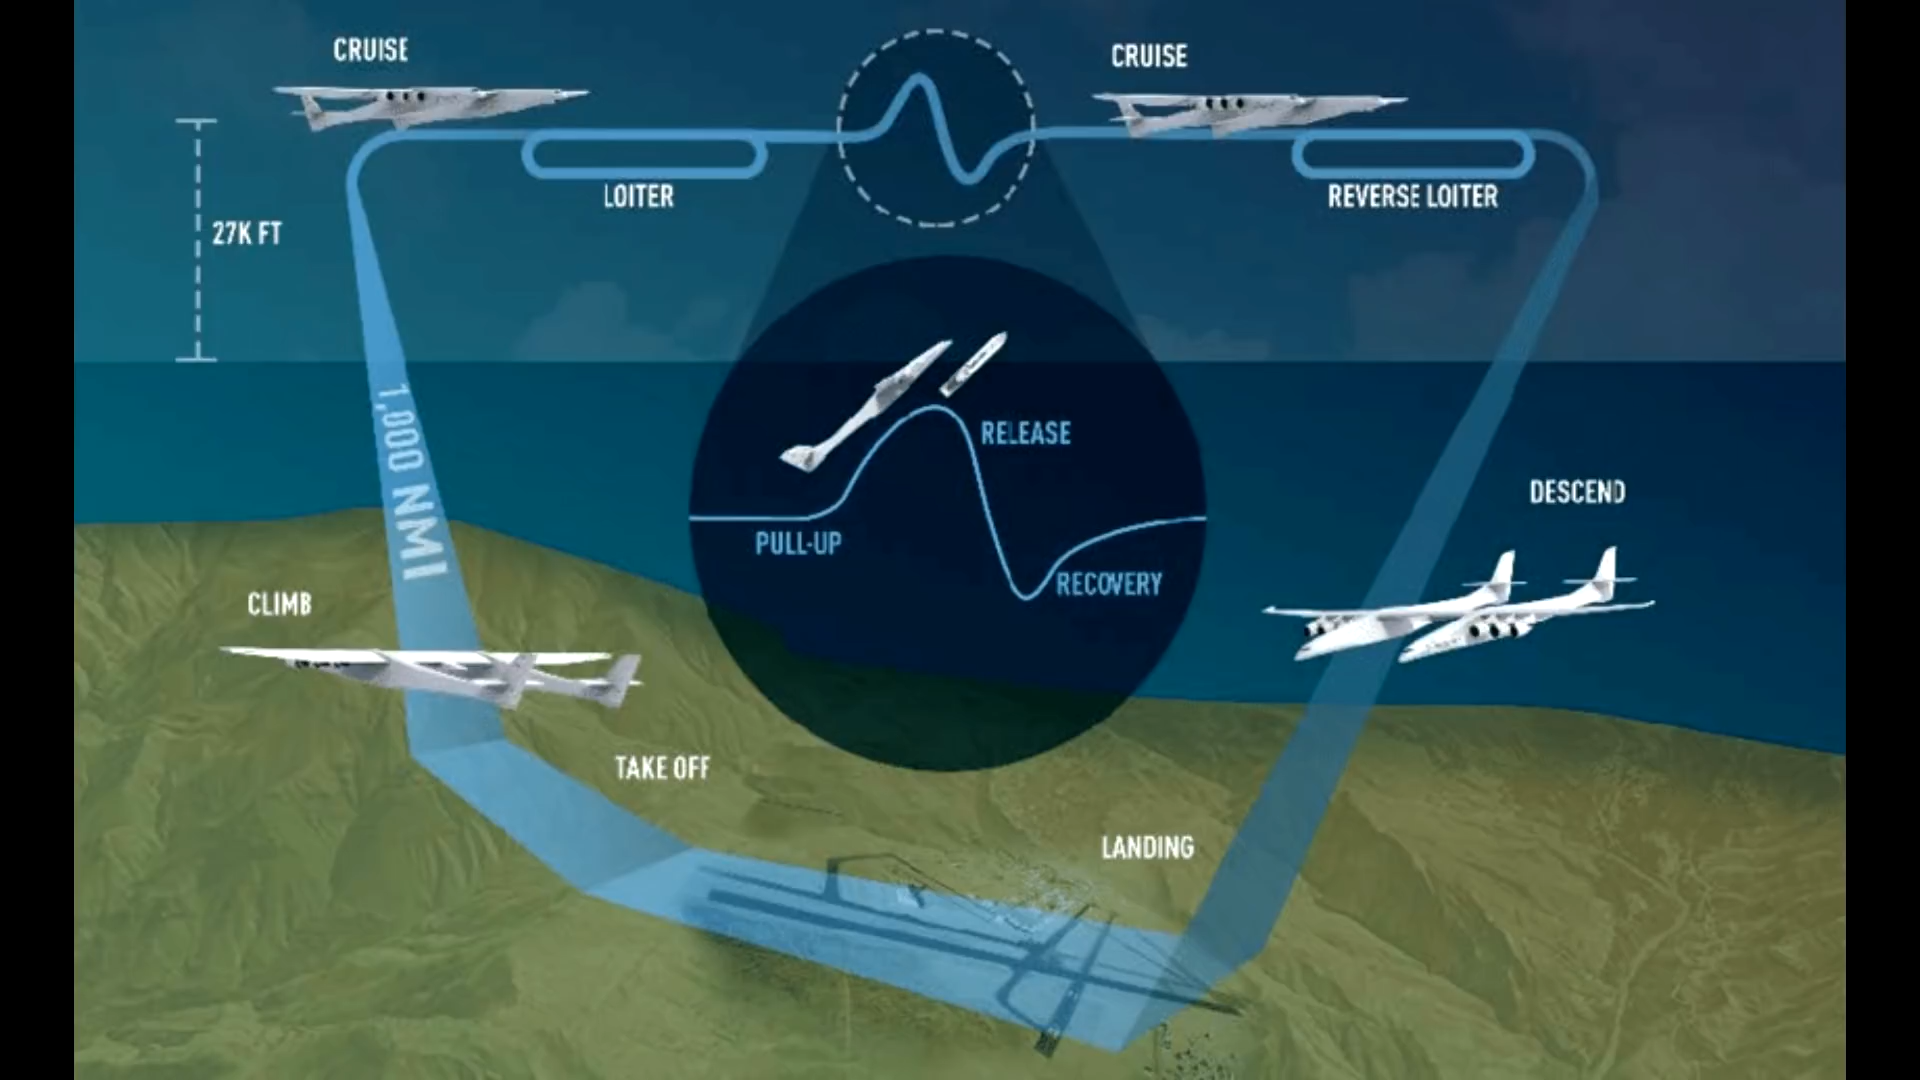 CRUISE
CRUISE
LOITER
REVERSE LOITER
27K FT
1,000 NMI
RELEASE
PULL-UP
RECOVERY
DESCEND
CLIMB
TAKE OFF
LANDING